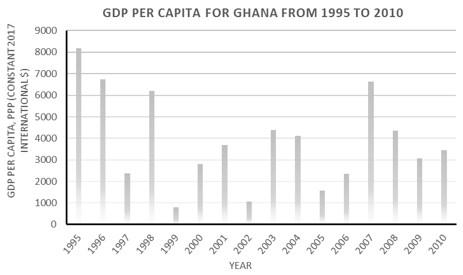 GDP PER CAPITA FOR GHANA FROM 1995 TO 2010
GDP PER CAPITA, PPP (CONSTANT 2017
INTERNATIONAL $)
9000
8000
7000
6000
5000
4000
3000
2000
1000
0
1995 1996 1997 1998 1999 2000 2001 2002 2003 2004 2005 2006 2007 2008 2009 2010
YEAR